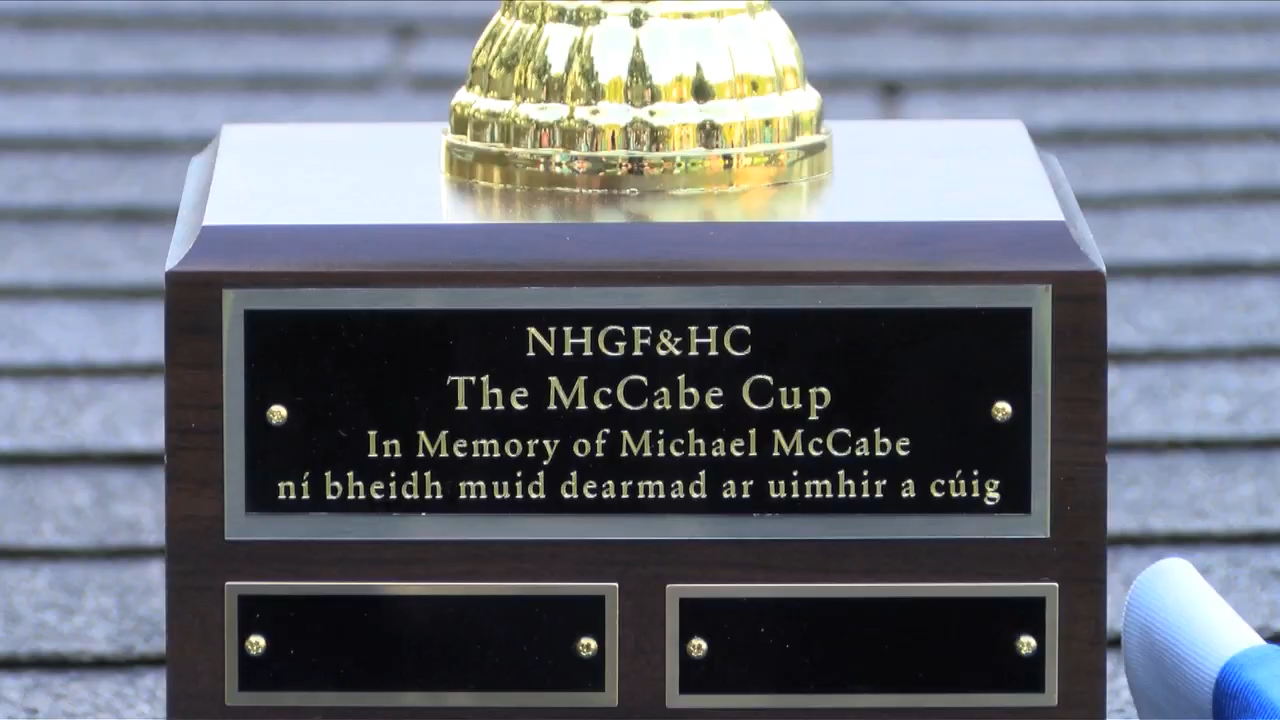 NHGF&HC
The McCabe Cup
In Memory of Michael McCabe
ní bheidh muid dearmad ar uimhir a cúig